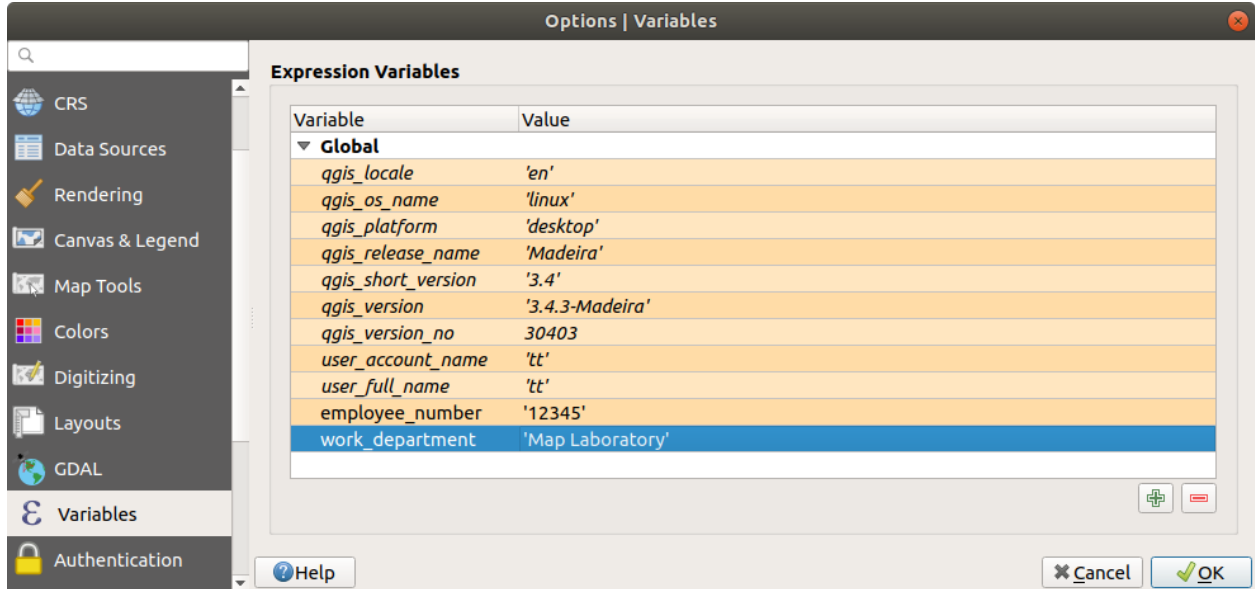 Options | Variables
CRS
Data Sources
Rendering
Canvas & Legend
Map Tools
Colors
Digitizing
Layouts
GDAL
Variables
Authentication
Expression Variables
Variable Value
Global
qgis_locale 'en'
qgis_os_name 'linux'
qgis_platform 'desktop'
qgis_release_name 'Madeira'
qgis_short_version '3.4'
qgis_version '3.4.3-Madeira'
qgis_version_no 30403
user_account_name 'tt'
user_full_name 'tt'
employee_number '12345'
work_department 'Map Laboratory'
Help Cancel OK